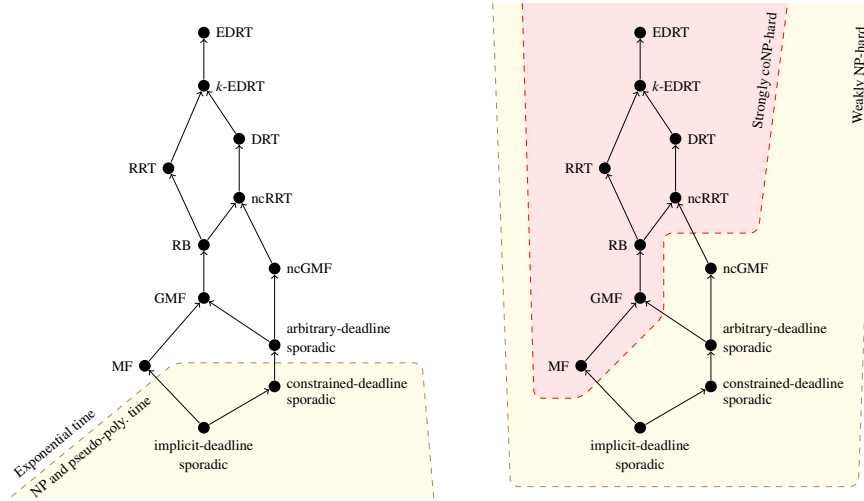 EDRT
k-EDRT
DRT
RRT
ncRRT
RB
ncGMF
GMF
arbitrary-deadline
sporadic
MF
constrained-deadline
sporadic
implicit-deadline
sporadic
Exponential time
NP and pseudo-poly. time
EDRT
k-EDRT
DRT
RRT
ncRRT
RB
ncGMF
GMF
arbitrary-deadline
sporadic
MF
constrained-deadline
sporadic
implicit-deadline
sporadic
Strongly coNP-hard
Weakly NP-hard